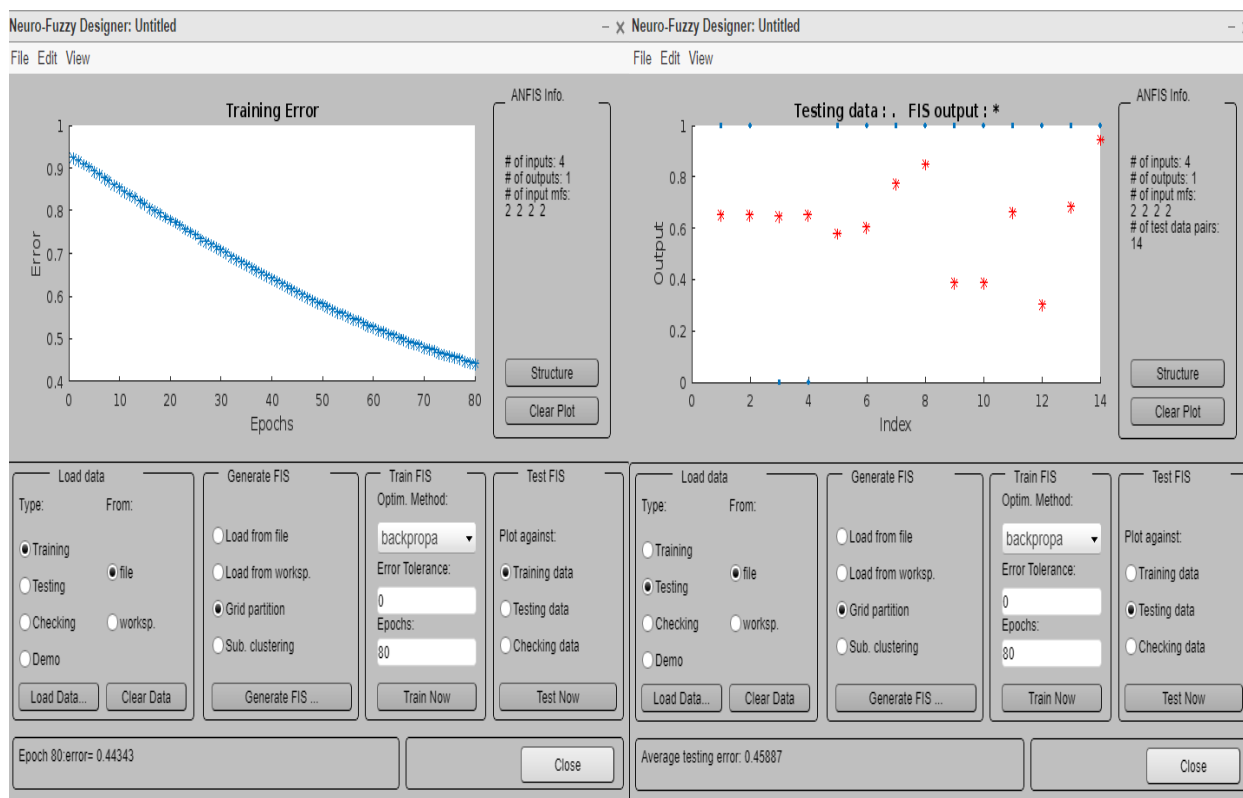 Neuro-Fuzzy Designer: Untitled
File Edit View
Training Error
1
0.9
0.8
0.7
0.6
0.5
0.4
Error
0 10 20 30 40 50 60 70 80
Epochs
ANFIS Info.
# of inputs: 4
# of outputs: 1
# of input mfs:
2 2 2 2
Structure
Clear Plot
Load data
Type: From:
Training
Testing
Checking
Demo
file
worksp.
Load Data...
Clear Data
Generate FIS
Load from file
Load from worksp.
Grid partition
Sub. clustering
Generate FIS ...
Train FIS
Optim. Method:
backpropa
Error Tolerance:
0
Epochs:
80
Train Now
Test FIS
Plot against:
Training data
Testing data
Checking data
Test Now
Epoch 80:error= 0.44343
Close
Neuro-Fuzzy Designer: Untitled
File Edit View
Testing data : . FIS output : *
1
0.8
0.6
0.4
0.2
0
Output
0 2 4 6 8 10 12 14
Index
ANFIS Info.
# of inputs: 4
# of outputs: 1
# of input mfs:
2 2 2 2
# of test data pairs:
14
Structure
Clear Plot
Load data
Type: From:
Training
Testing
Checking
Demo
file
worksp.
Load Data...
Clear Data
Generate FIS
Load from file
Load from worksp.
Grid partition
Sub. clustering
Generate FIS ...
Train FIS
Optim. Method:
backpropa
Error Tolerance:
0
Epochs:
80
Train Now
Test FIS
Plot against:
Training data
Testing data
Checking data
Test Now
Average testing error: 0.45887
Close